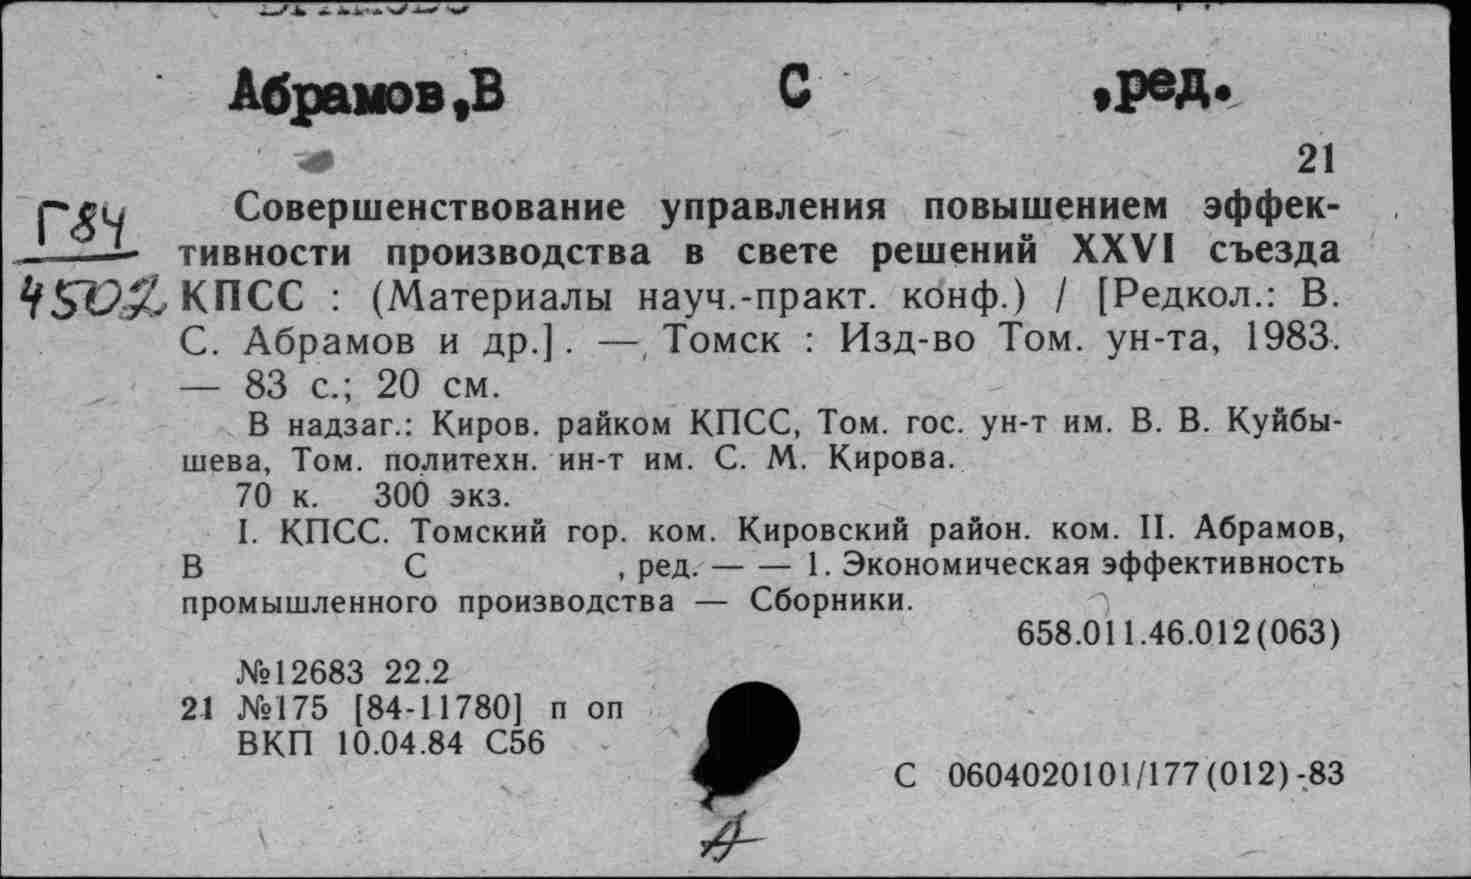 Абрамов,В С ,ред.
21
Г84
4502
Совершенствование управления повышением эффек-
тивности производства в свете решений XXVI съезда
КПСС : (Материалы науч.-практ. конф.) / [Редкол.: В.
С. Абрамов и др.]. — Томск : Изд-во Том. ун-та, 1983.
— 83 с.; 20 см.
В надзаг.: Киров. райком КПСС, Том. гос. ун-т им. В. В. Куйбы-
шева, Том. политехн. ин-т им. С. М. Кирова.
70 к. 300 экз.
I. КПСС. Томский гор. ком. Кировский район. ком. II. Абрамов,
В С , ред. — — 1. Экономическая эффективность
промышленного производства — Сборники.
658.011.46.012(063)
№12683 22.2
21 №175 [84-11780] п оп
ВКП 10.04.84 С56
С 0604020101/177(012)-83